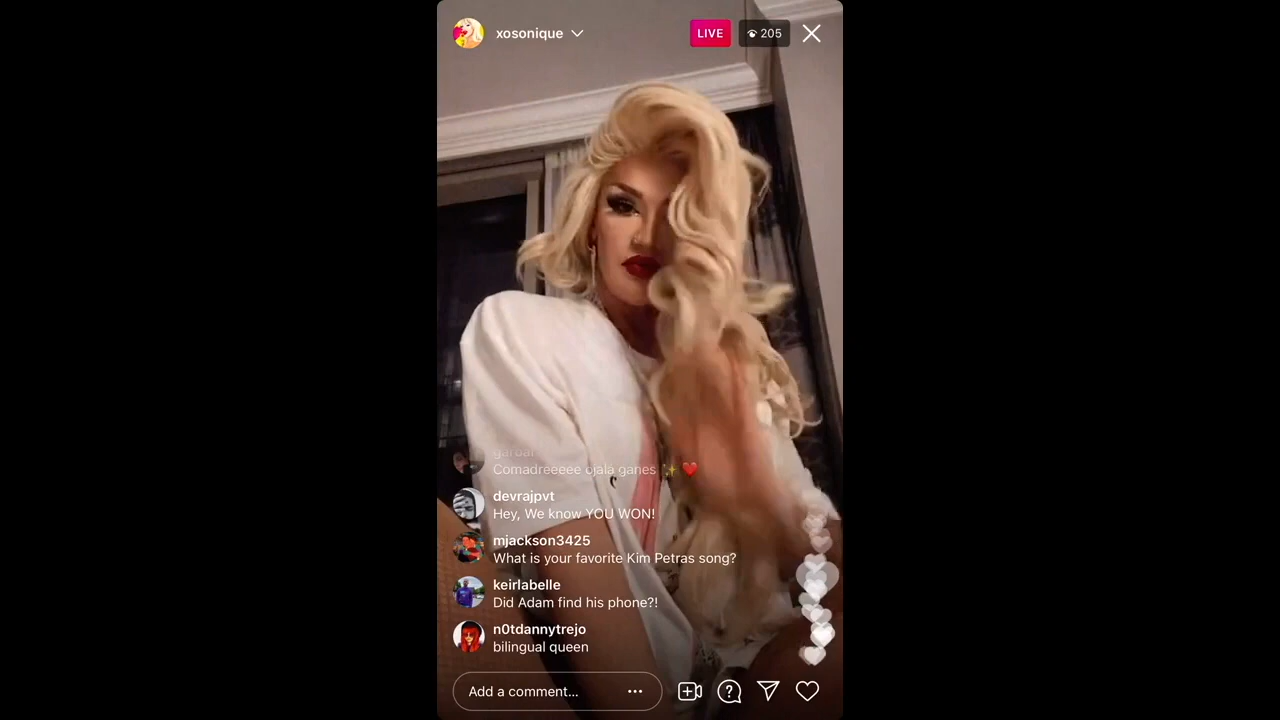 xosonique
LIVE
205
Comadreeeee ojalá ganes ✨ ❤️
devrajpvt
Hey, We know YOU WON!
mjackson3425
What is your favorite Kim Petras song?
keirlabelle
Did Adam find his phone?!
n0tdannytrejo
bilingual queen
Add a comment...